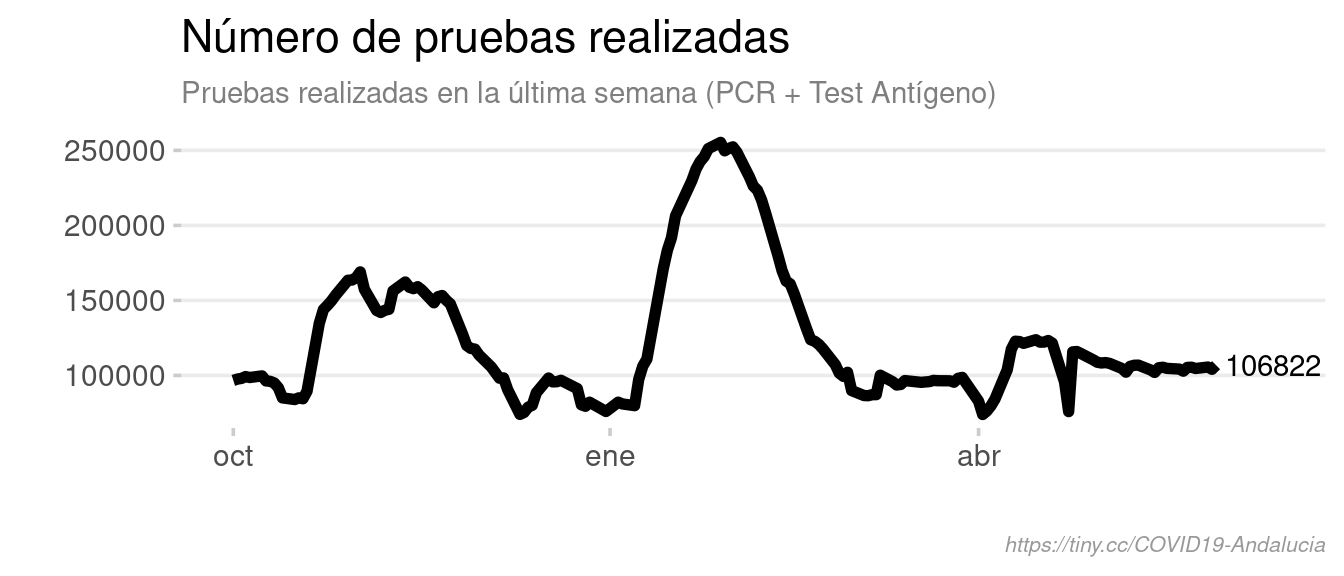 Número de pruebas realizadas
Pruebas realizadas en la última semana (PCR + Test Antígeno)
250000
200000
150000
100000
106822
oct ene abr
https://tiny.cc/COVID19-Andalucia